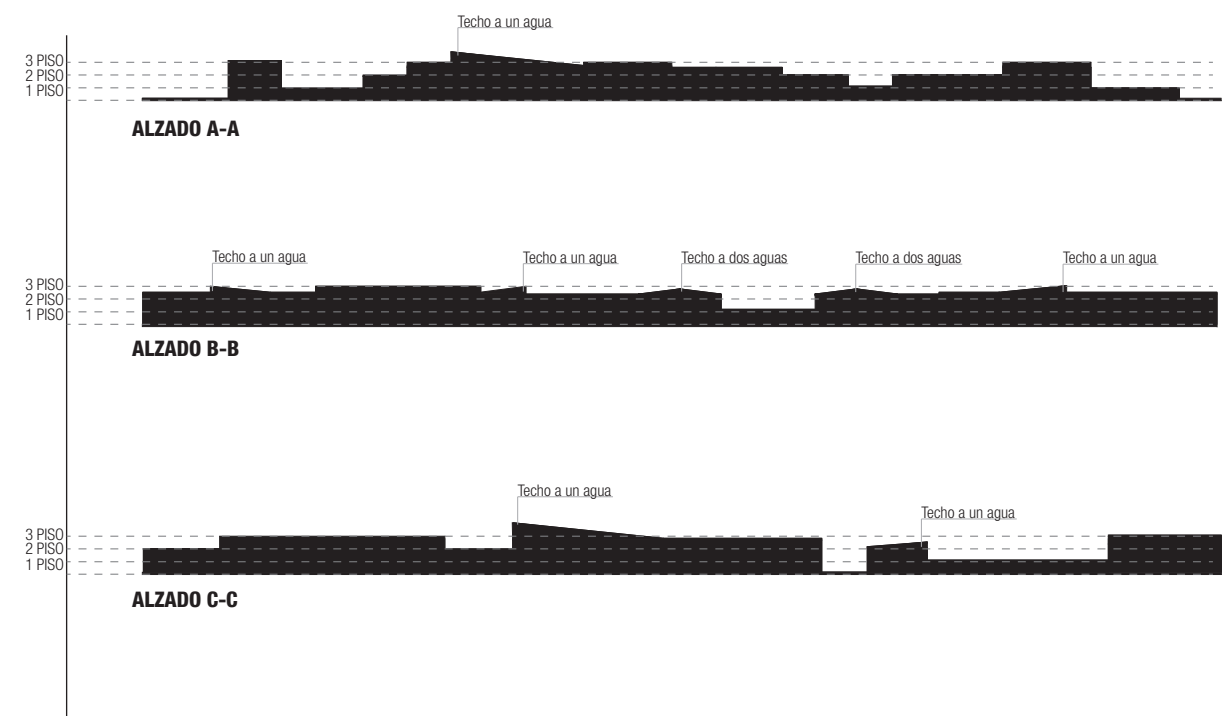 Techo a un agua
3 PISO
2 PISO
1 PISO
ALZADO A-A
Techo a un agua
Techo a un agua
Techo a dos aguas
Techo a dos aguas
Techo a un agua
3 PISO
2 PISO
1 PISO
ALZADO B-B
Techo a un agua
Techo a un agua
3 PISO
2 PISO
1 PISO
ALZADO C-C